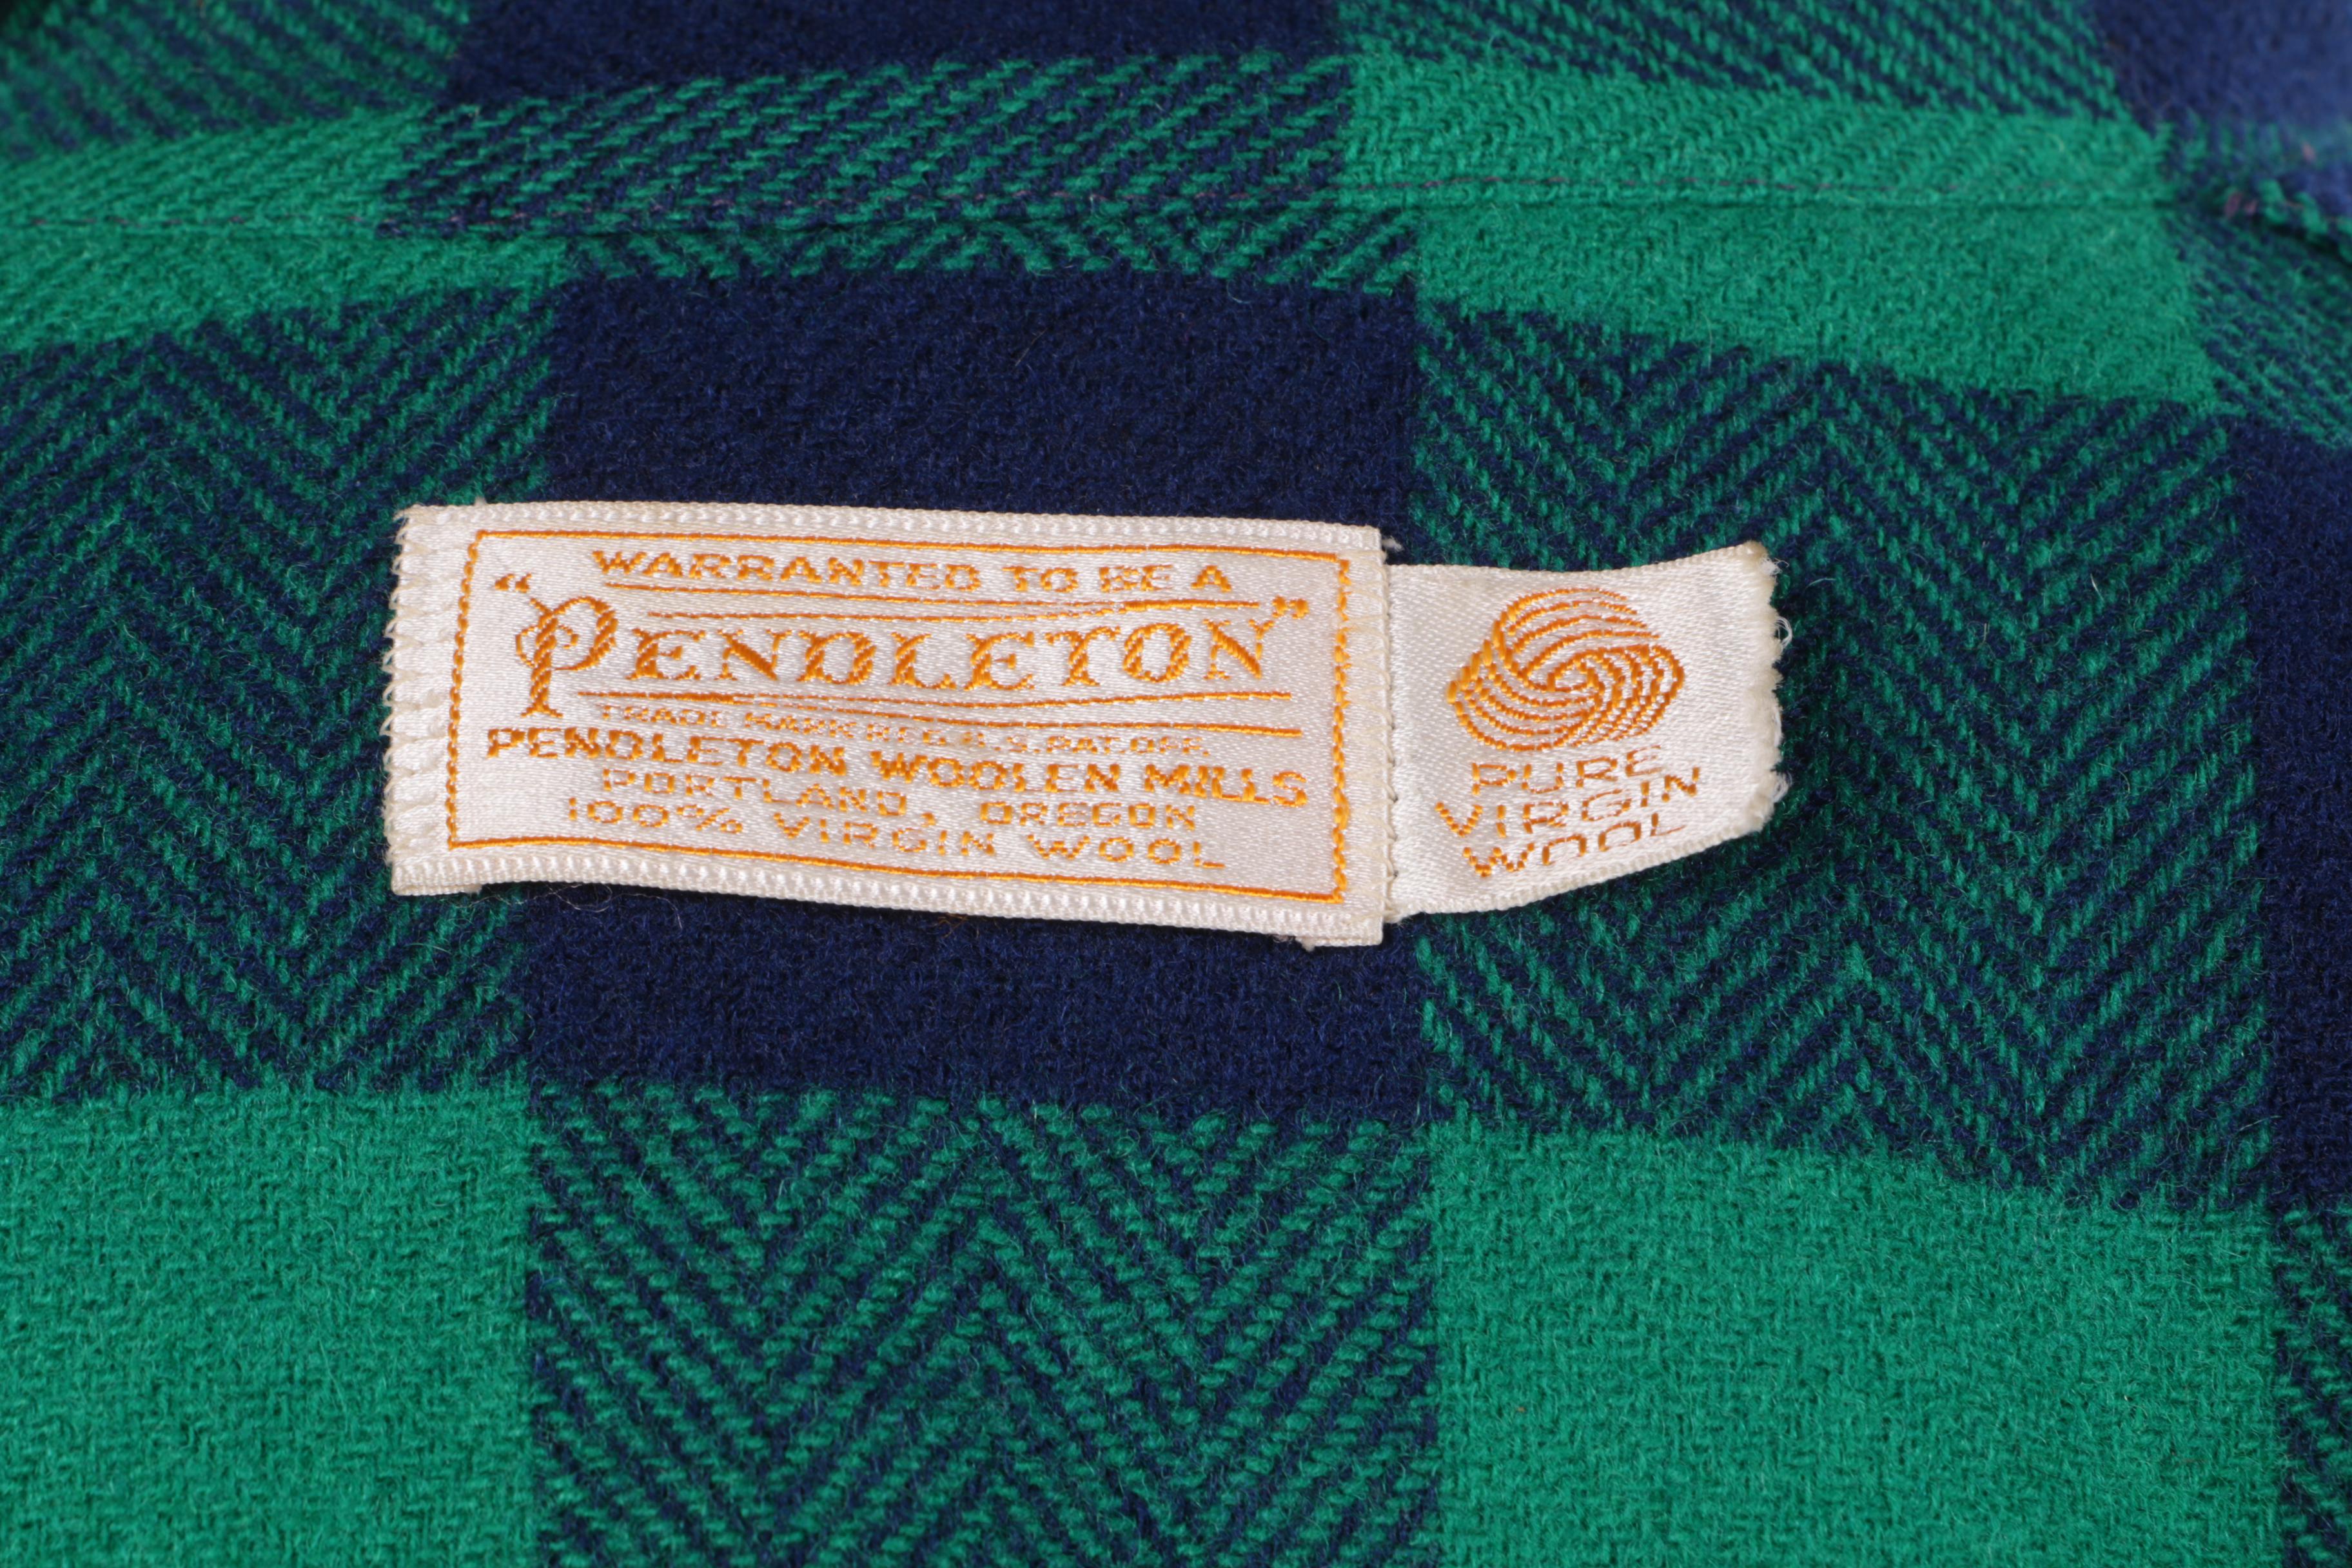 WARRANTED TO BE A
"PENDLETON"
TRADE MARK REG. U.S. PAT. OFF.
PENDLETON WOOLEN MILLS
PORTLAND, OREGON
100% VIRGIN WOOL
PURE
VIRGIN
WOOL